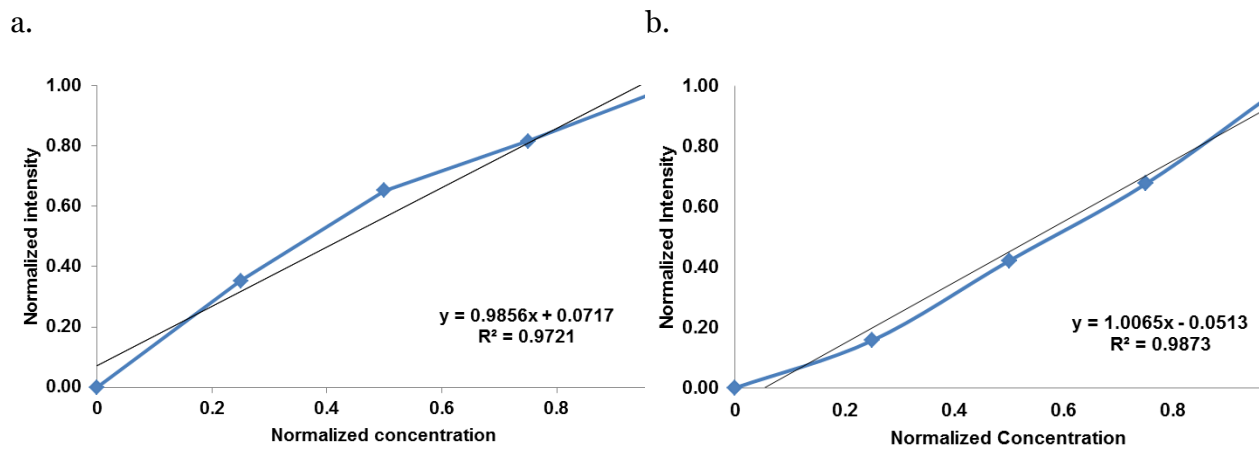 a.
1.00
0.80
0.60
0.40
0.20
0.00
Normalized intensity
0
0.2
0.4
0.6
0.8
Normalized concentration
y = 0.9856x + 0.0717
R² = 0.9721
b.
1.00
0.80
0.60
0.40
0.20
0.00
Normalized Intensity
0
0.2
0.4
0.6
0.8
Normalized Concentration
y = 1.0065x - 0.0513
R² = 0.9873